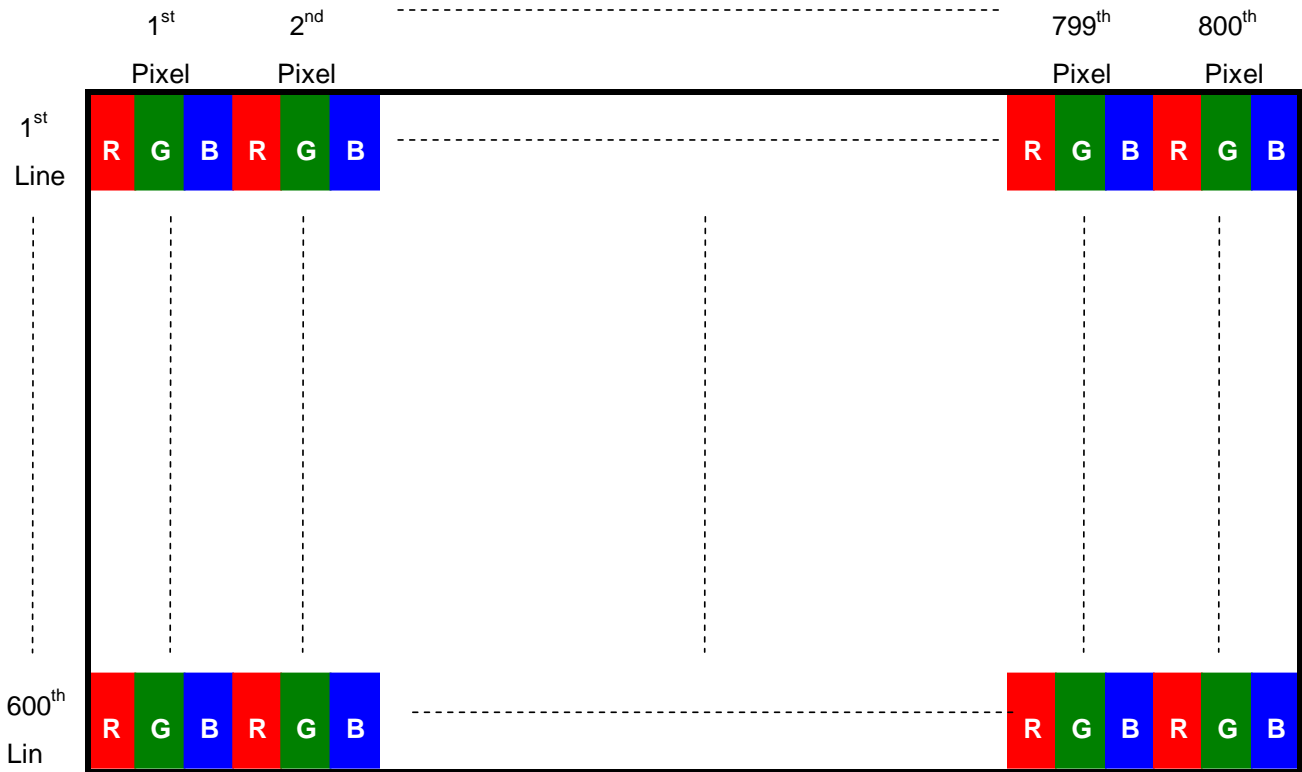 1st 2nd 799th 800th
Pixel Pixel Pixel Pixel
1st
Line
R G B R G B R G B R G B
600th
Lin
R G B R G B R G B R G B